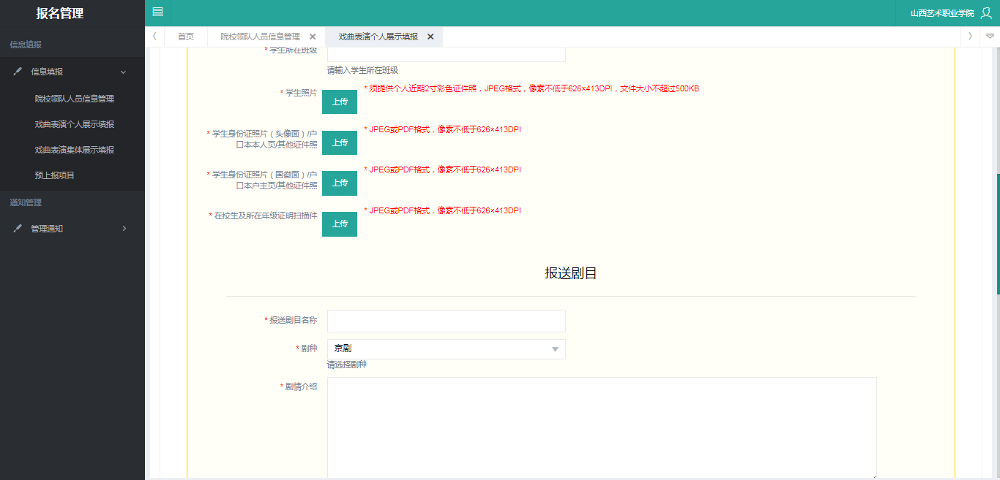 报名管理
山西艺术职业学院
首页
院校领队人员信息管理
戏曲表演个人展示填报
信息填报
信息填报
院校领队人员信息管理
戏曲表演个人展示填报
戏曲表演集体展示填报
预上报项目
通知管理
管理通知
* 学生所在班级
请输入学生所在班级
* 学生照片
上传
* 须提供个人近期2寸彩色证件照，JPEG格式，像素不低于626×413DPI，文件大小不超过500KB
* 学生身份证照片（头像面）/户
口本本人页/其他证件照
上传
* JPEG或PDF格式，像素不低于626×413DPI
* 学生身份证照片（国徽面）/户
口本户主页/其他证件照
上传
* JPEG或PDF格式，像素不低于626×413DPI
* 在校生及所在年级证明扫描件
上传
* JPEG或PDF格式，像素不低于626×413DPI
报送剧目
* 报送剧目名称
* 剧种
京剧
请选择剧种
* 剧情介绍